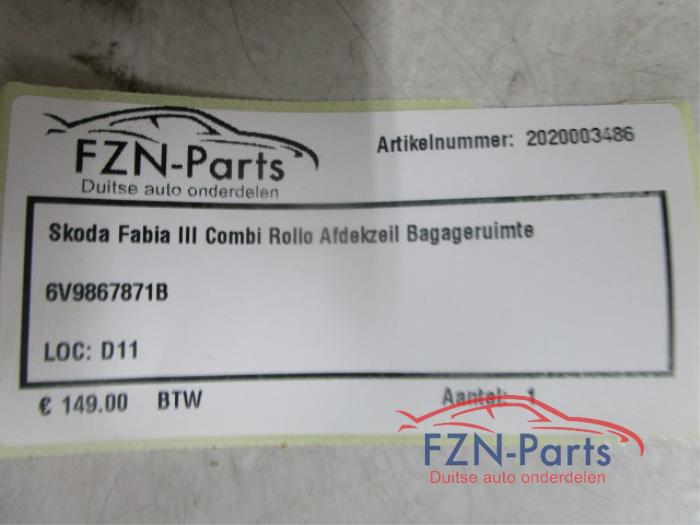 FZN-Parts
Duitse auto onderdelen
Artikelnummer: 2020003486
Skoda Fabia III Combi Rollo Afdekzeil Bagageruimte
6V9867871B
LOC: D11
€ 149.00 BTW
Aantal: 1
FZN-Parts
Duitse auto onderdelen